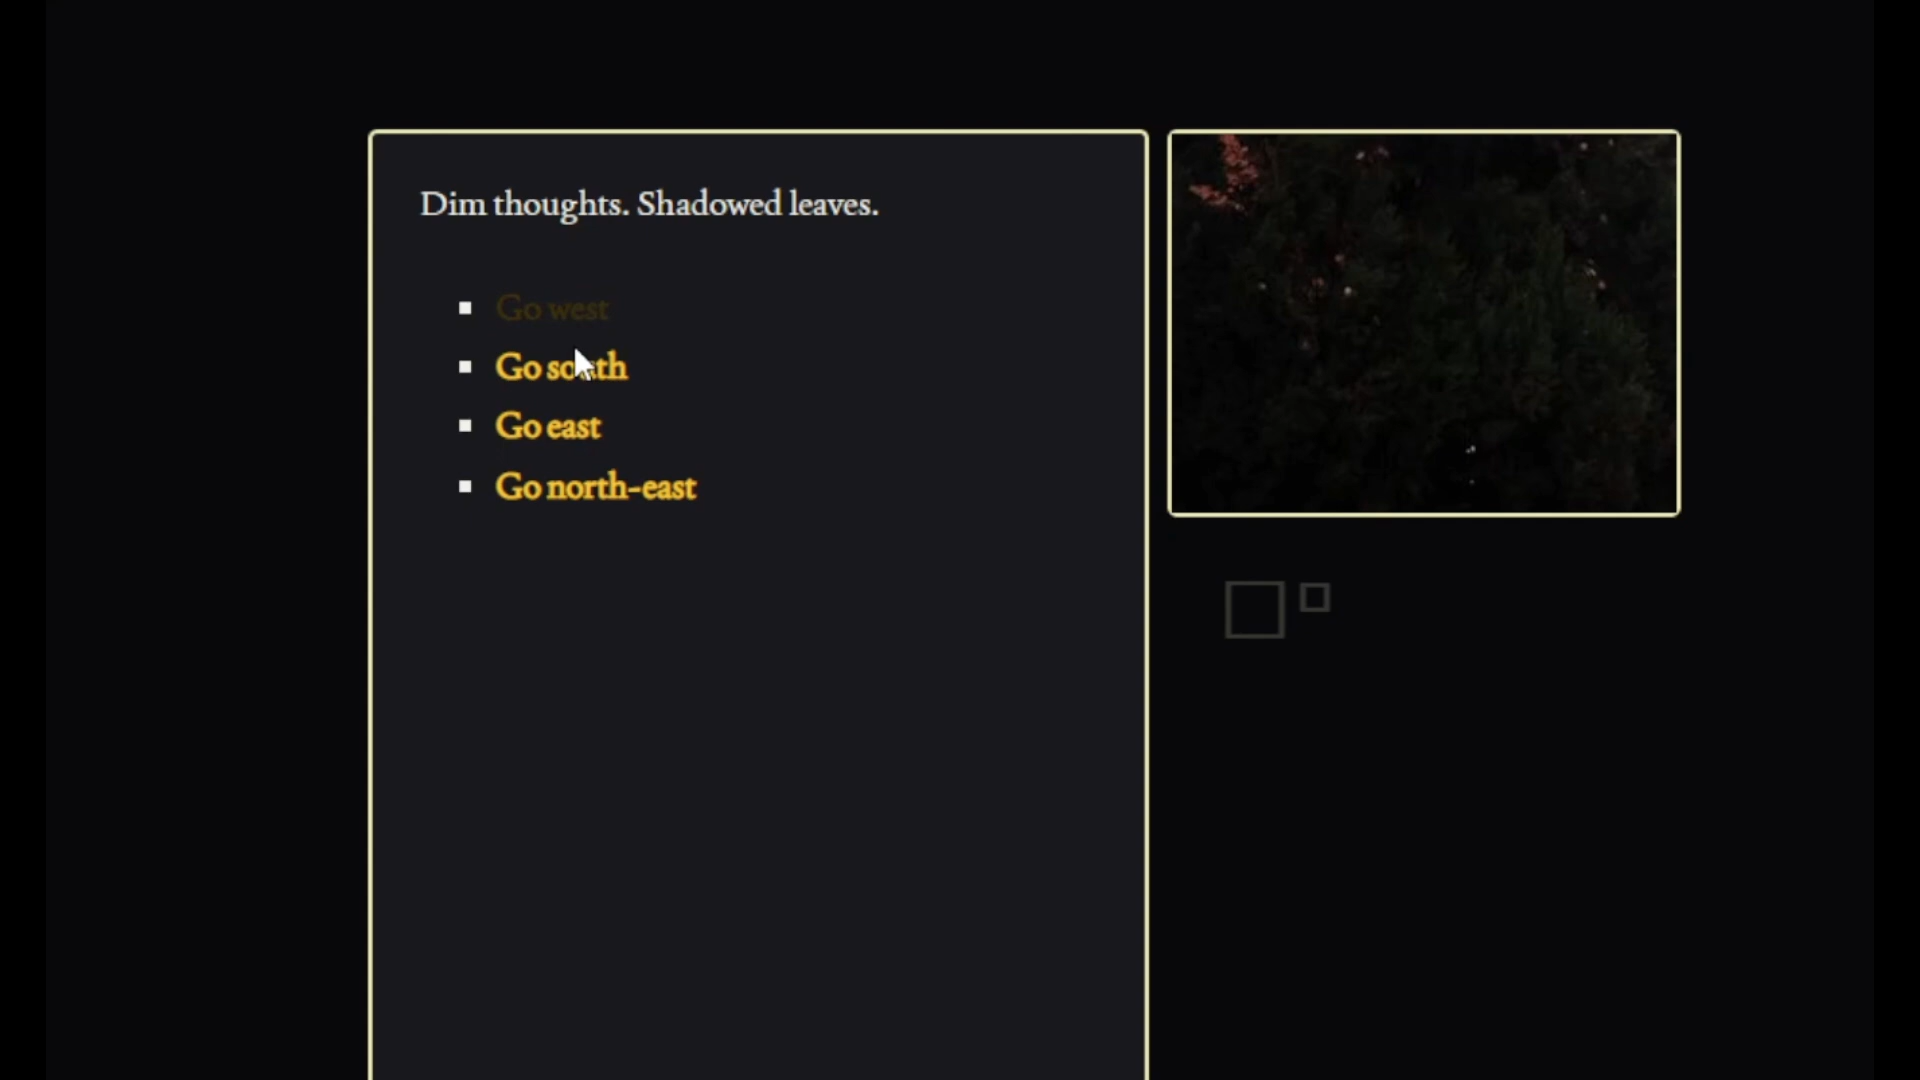 Dim thoughts. Shadowed leaves.
Go west
Go south
Go east
Go north-east